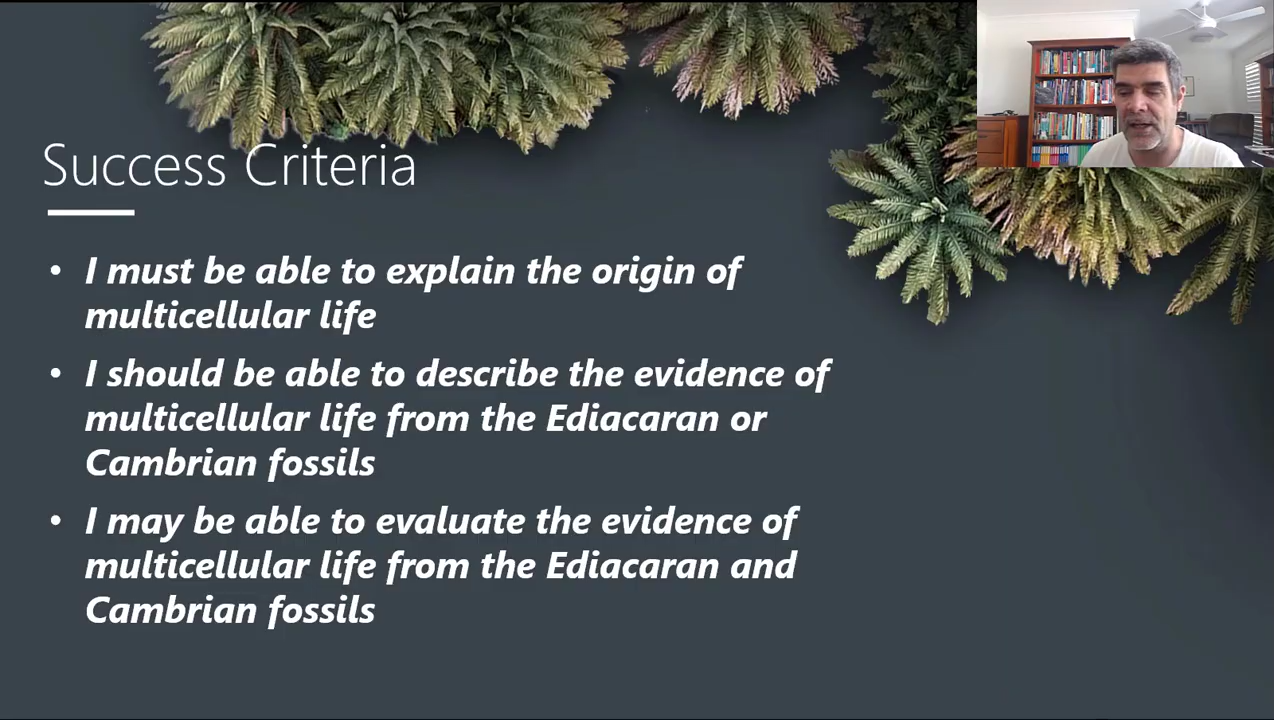 Success Criteria
• I must be able to explain the origin of
multicellular life
• I should be able to describe the evidence of
multicellular life from the Ediacaran or
Cambrian fossils
• I may be able to evaluate the evidence of
multicellular life from the Ediacaran and
Cambrian fossils